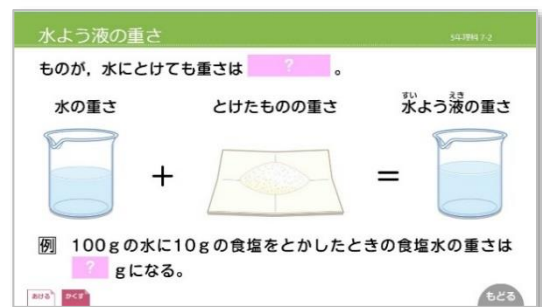 水よう液の重さ
5年理科 7-2
ものが，水にとけても重さは ？ 。
水の重さ とけたものの重さ 水よう液の重さ
すい えき
＋ ＝
例 100gの水に10gの食塩をとかしたときの食塩水の重さは
？ gになる。
あける かくす もどる